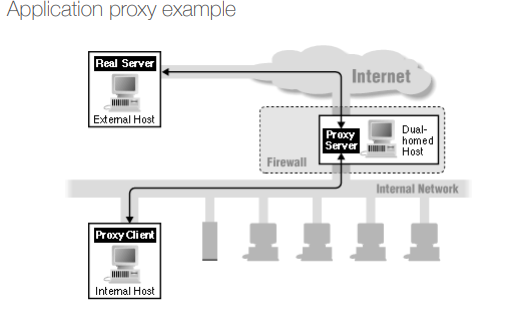 Application proxy example
Real Server
External Host
Internet
Proxy
Server
Dual-
homed
Host
Firewall
Internal Network
Proxy Client
Internal Host